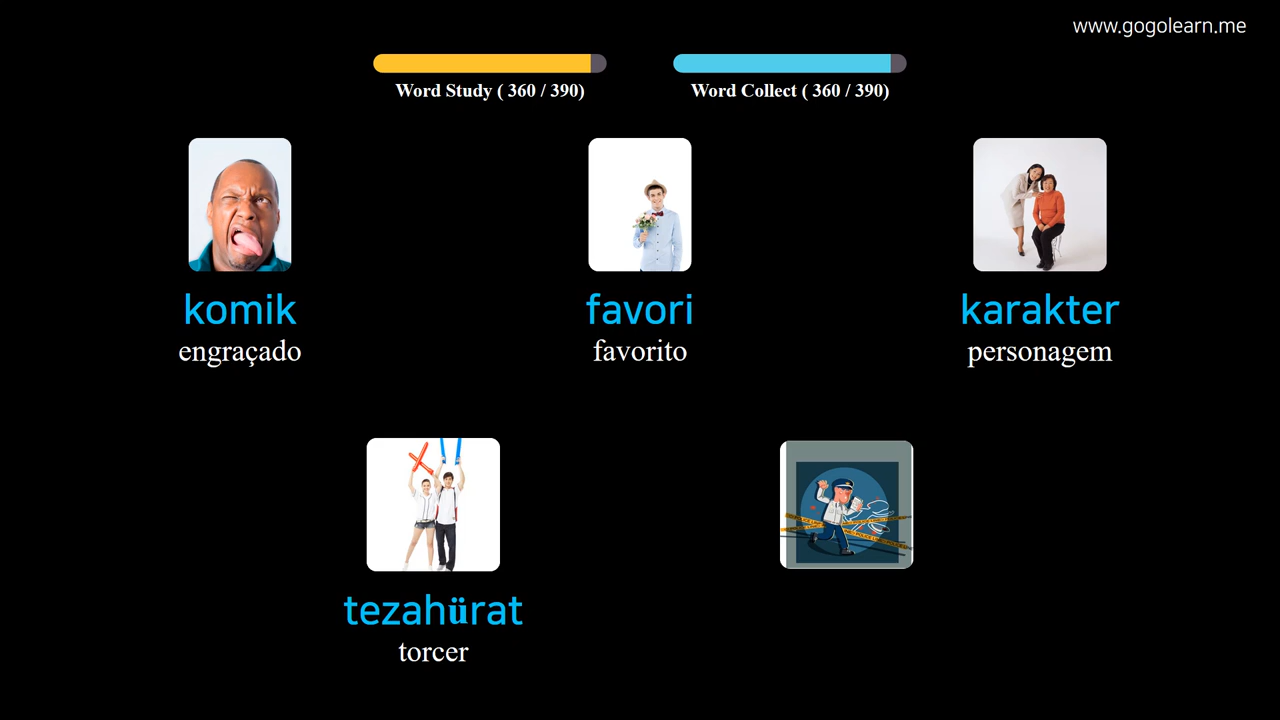 www.gogolearn.me
Word Study ( 360 / 390)
Word Collect ( 360 / 390)
komik
favori
karakter
engraçado
favorito
personagem
tezahürat
torcer